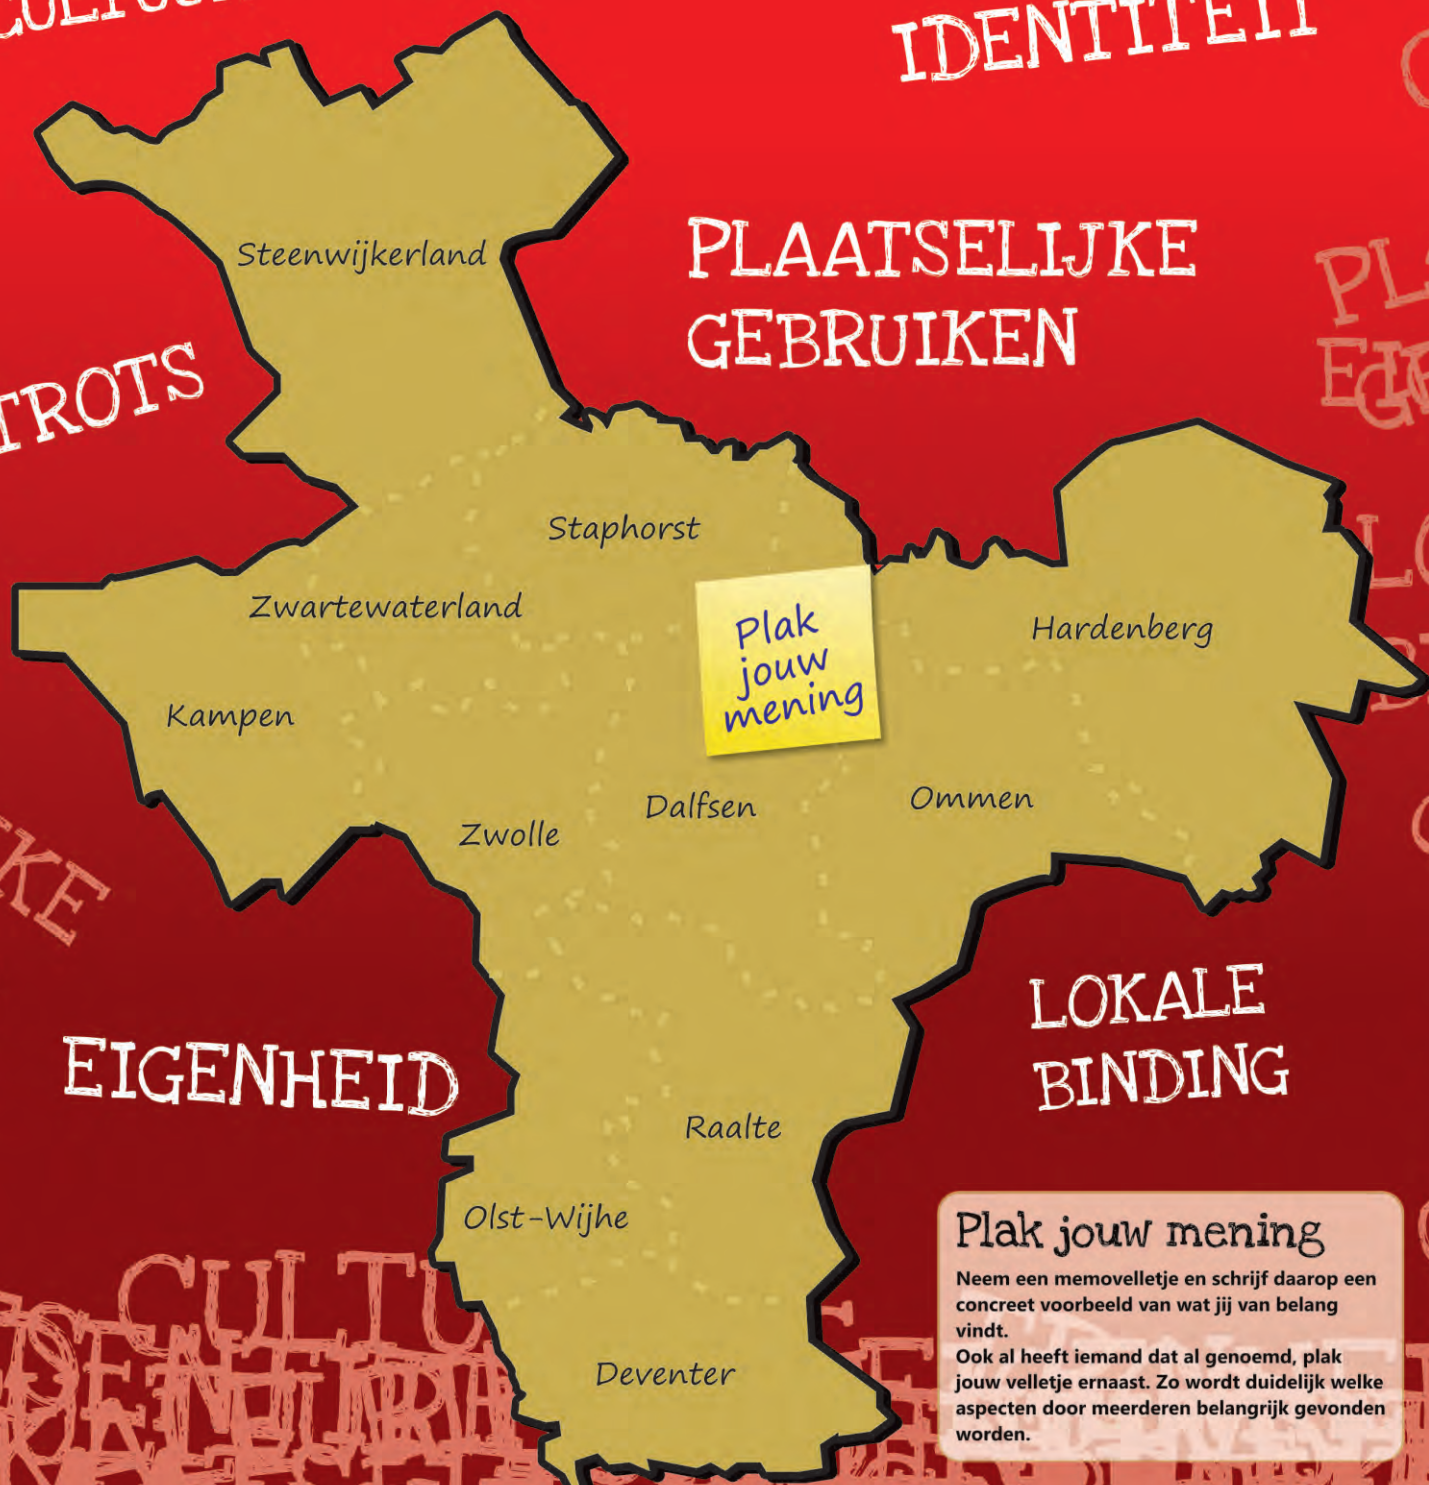 IDENTITEIT
Steenwijkerland
PLAATSELIJKE
GEBRUIKEN
TROTS
Staphorst
Zwartewaterland
Plak
jouw
mening
Hardenberg
Kampen
Dalfsen
Ommen
Zwolle
LOKALE
BINDING
EIGENHEID
Raalte
Olst-Wijhe
Deventer
CULTU
Plak jouw mening
Neem een memovelletje en schrijf daarop een
concreet voorbeeld van wat jij van belang
vindt.
Ook al heeft iemand dat al genoemd, plak
jouw velletje ernaast. Zo wordt duidelijk welke
aspecten door meerderen belangrijk gevonden
worden.